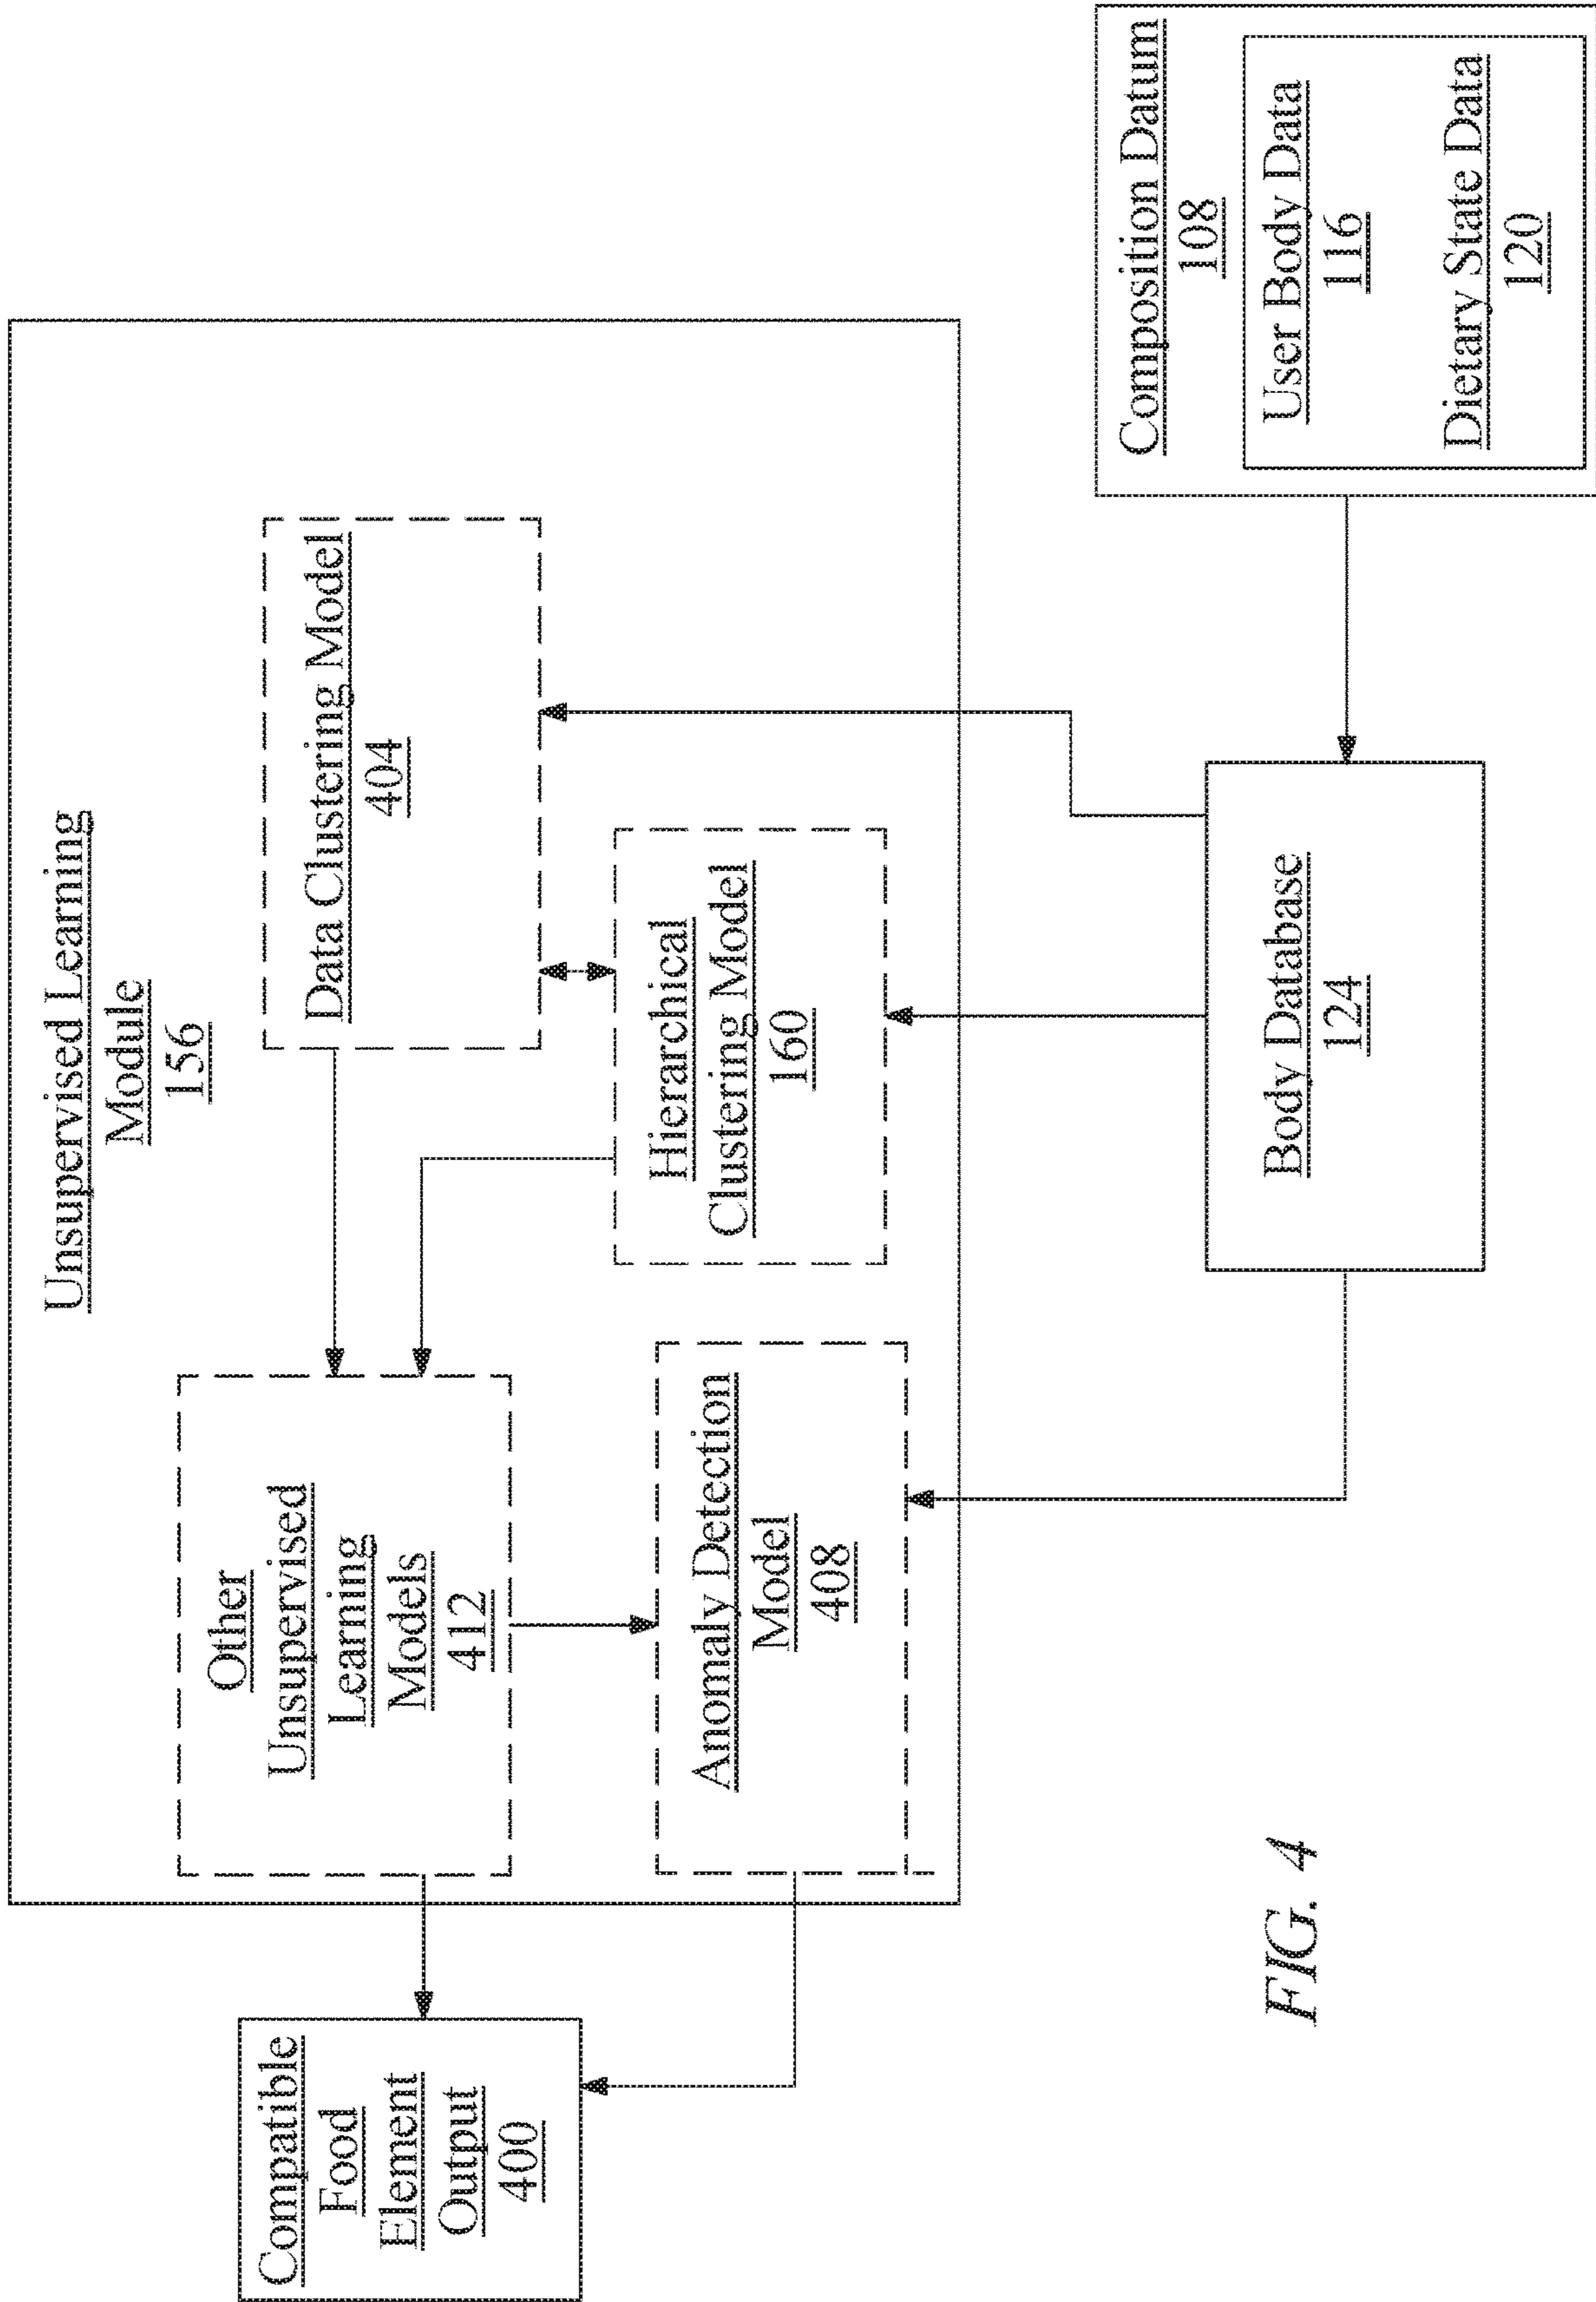 Unsupervised Learning
Module
156
Compatible
Food
Element
Output
400
Other
Unsupervised
Learning
Models
412
Data Clustering Model
404
Anomaly Detection
Model
408
Hierarchical
Clustering Model
160
Body Database
124
Composition Datum
108
User Body Data
116
Dietary State Data
120
FIG. 4